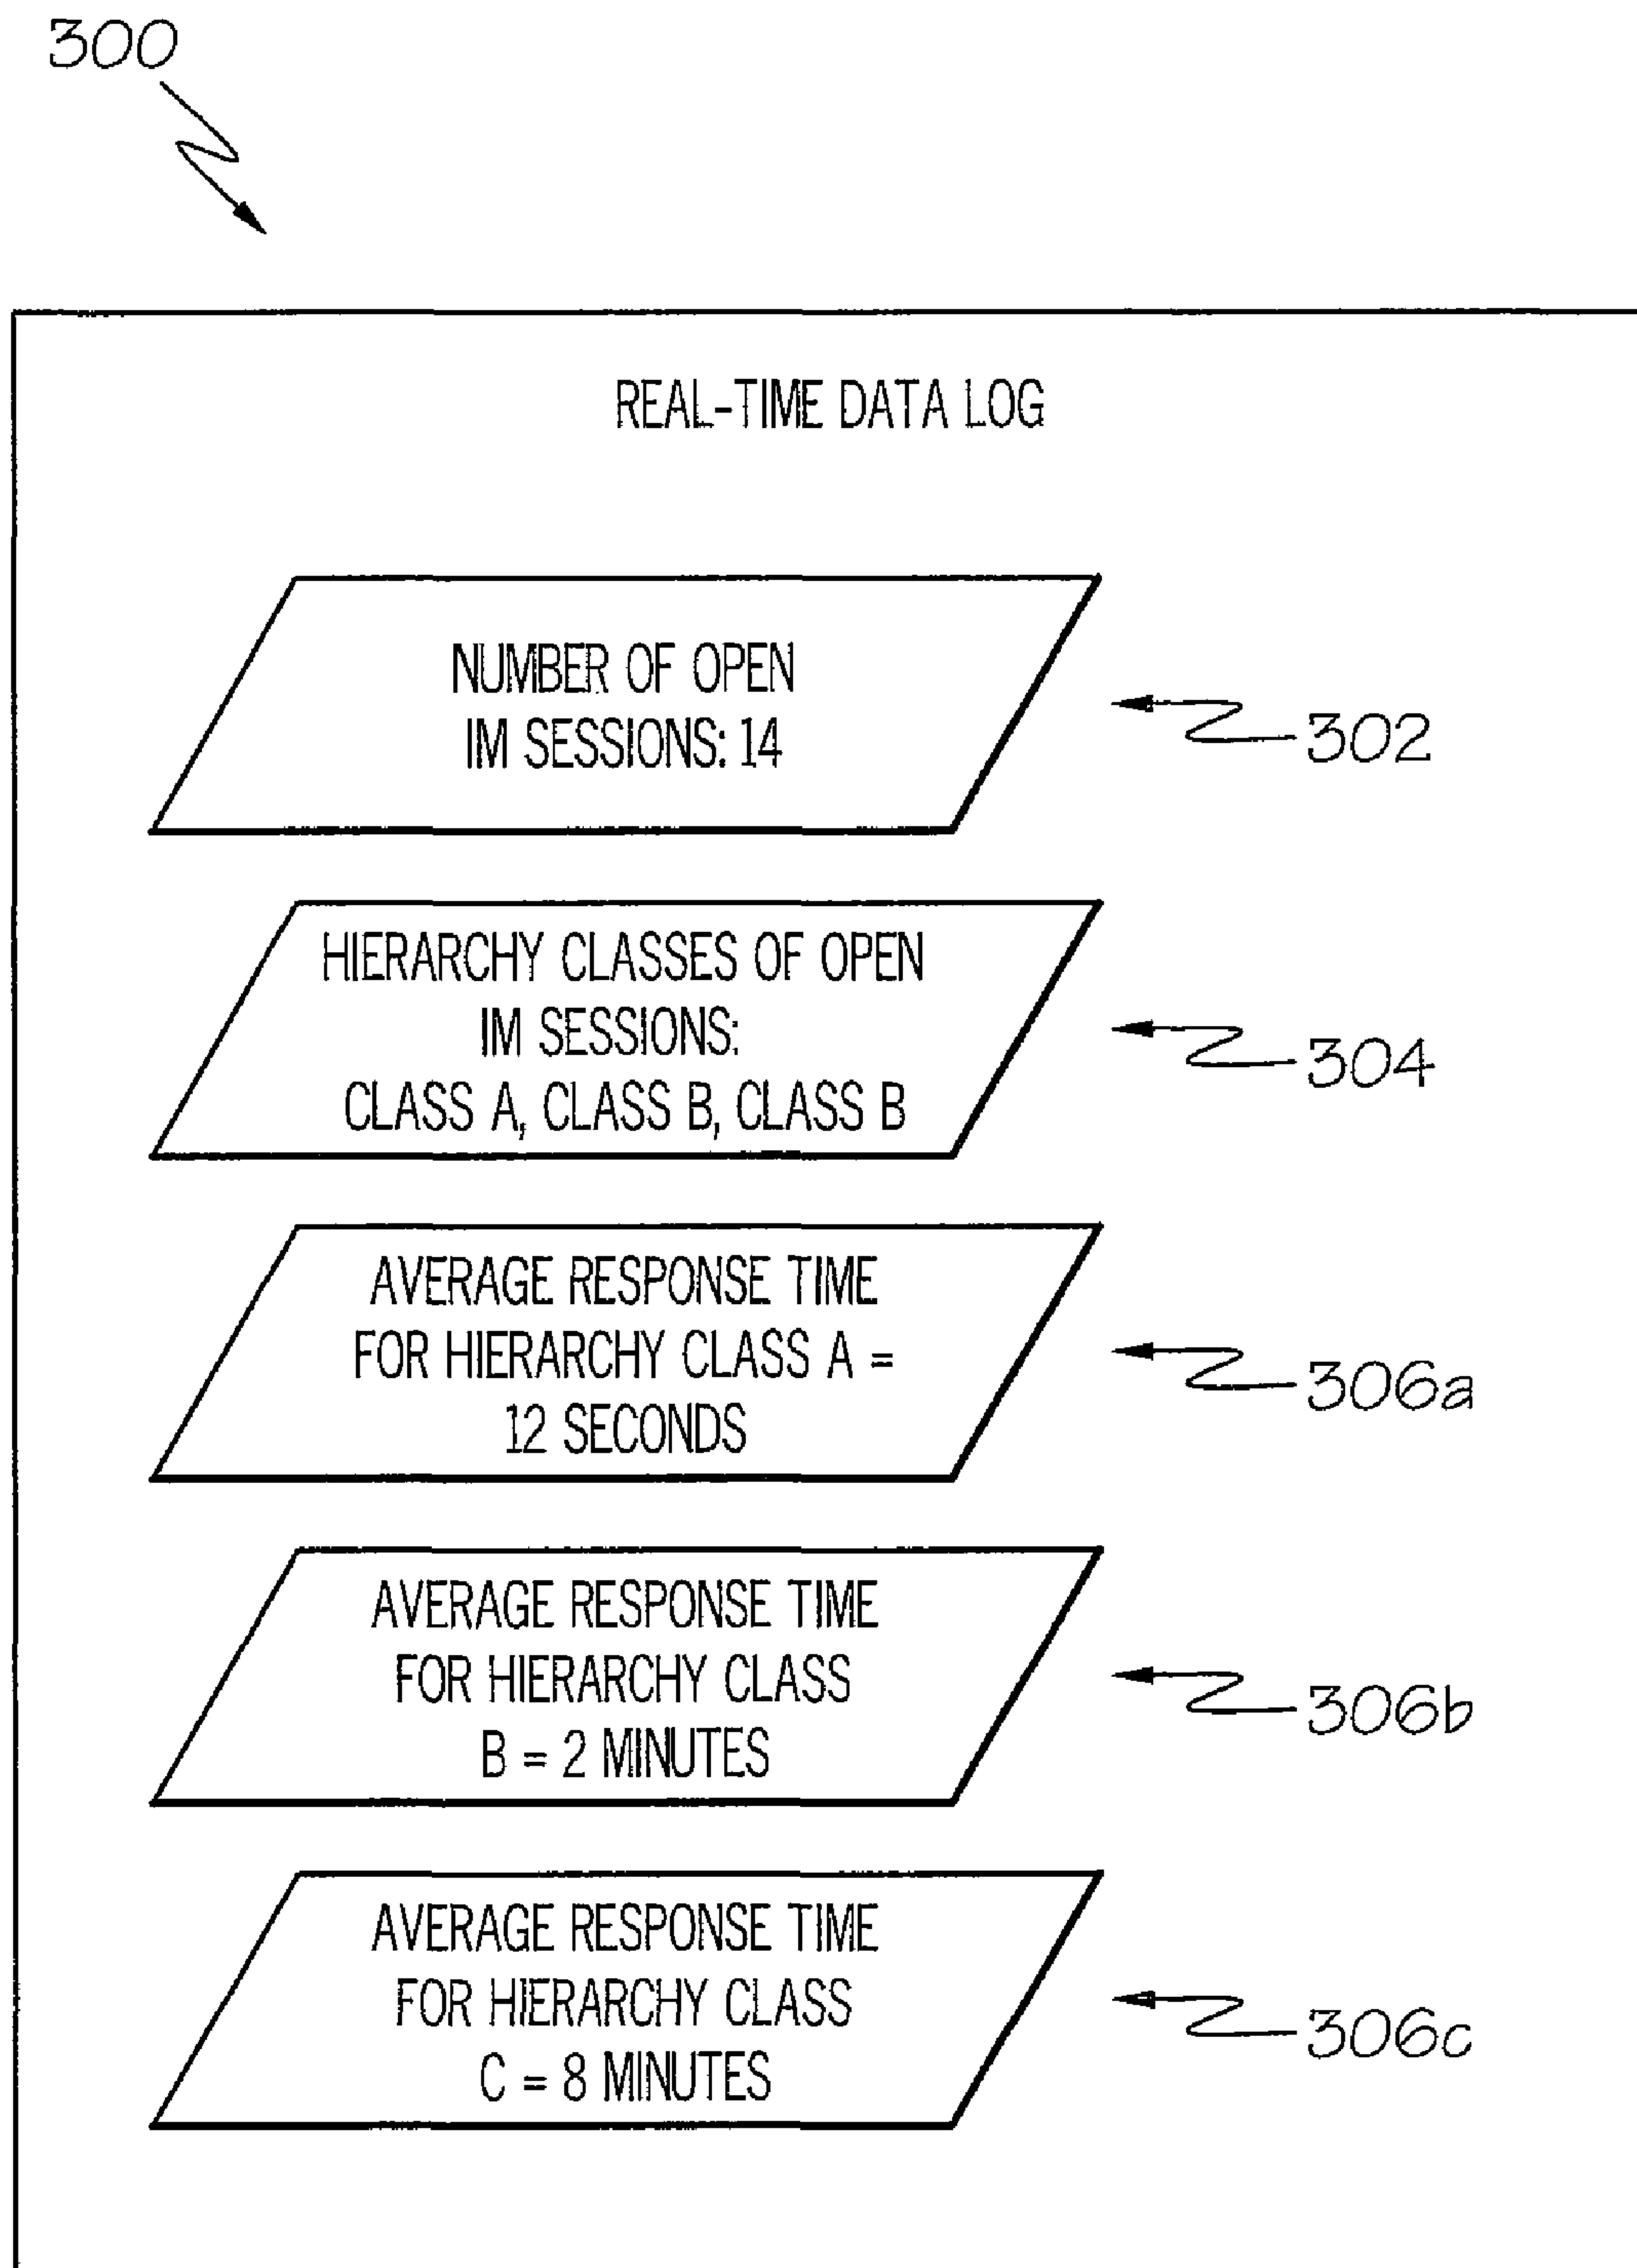 300
REAL-TIME DATA LOG
NUMBER OF OPEN
IM SESSIONS: 14
302
HIERARCHY CLASSES OF OPEN
IM SESSIONS:
CLASS A, CLASS B, CLASS B
304
AVERAGE RESPONSE TIME
FOR HIERARCHY CLASS A =
12 SECONDS
306a
AVERAGE RESPONSE TIME
FOR HIERARCHY CLASS
B = 2 MINUTES
306b
AVERAGE RESPONSE TIME
FOR HIERARCHY CLASS
C = 8 MINUTES
306c